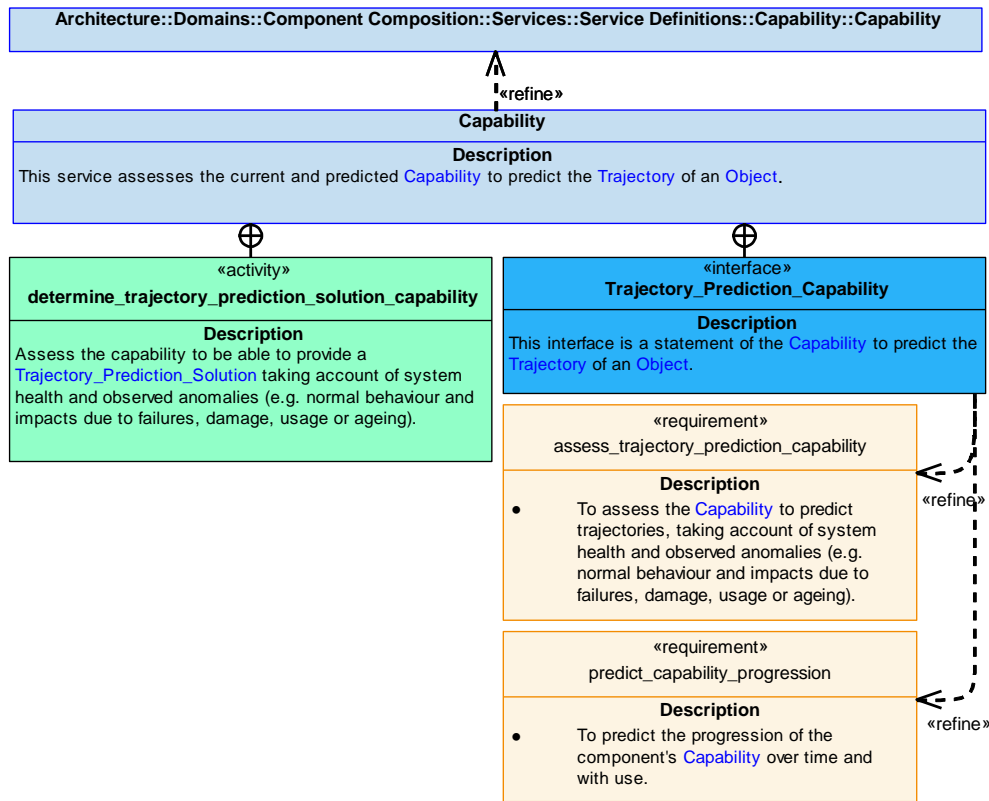 Architecture::Domains::Component Composition::Services::Service Definitions::Capability::Capability
«refine»
Capability
Description
This service assesses the current and predicted Capability to predict the Trajectory of an Object.
«activity»
determine_trajectory_prediction_solution_capability
Description
Assess the capability to be able to provide a
Trajectory_Prediction_Solution taking account of system
health and observed anomalies (e.g. normal behaviour and
impacts due to failures, damage, usage or ageing).
«interface»
Trajectory_Prediction_Capability
Description
This interface is a statement of the Capability to predict the
Trajectory of an Object.
«requirement»
assess_trajectory_prediction_capability
Description
● To assess the Capability to predict
trajectories, taking account of system
health and observed anomalies (e.g.
normal behaviour and impacts due to
failures, damage, usage or ageing).
«refine»
«requirement»
predict_capability_progression
Description
● To predict the progression of the
component's Capability over time and
with use.
«refine»